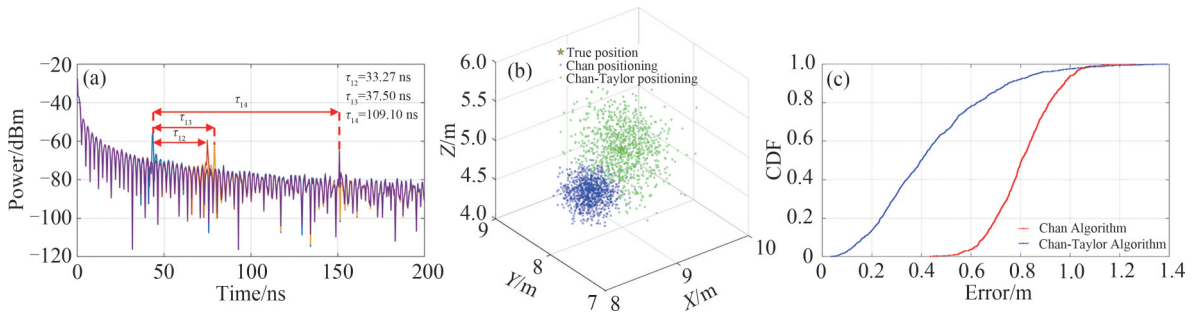 (a)
τ12=33.27 ns
τ13=37.50 ns
τ14=109.10 ns
τ14
τ13
τ12
Power/dBm
−20
−40
−60
−80
−100
−120
0
50
100
150
200
Time/ns
(b)
True position
Chan positioning
Chan-Taylor positioning
Z/m
6.0
5.5
5.0
4.5
4.0
9
8
7
Y/m
8
9
10
X/m
(c)
CDF
1.0
0.8
0.6
0.4
0.2
0
0
0.2
0.4
0.6
0.8
1.0
1.2
1.4
Error/m
Chan Algorithm
Chan-Taylor Algorithm